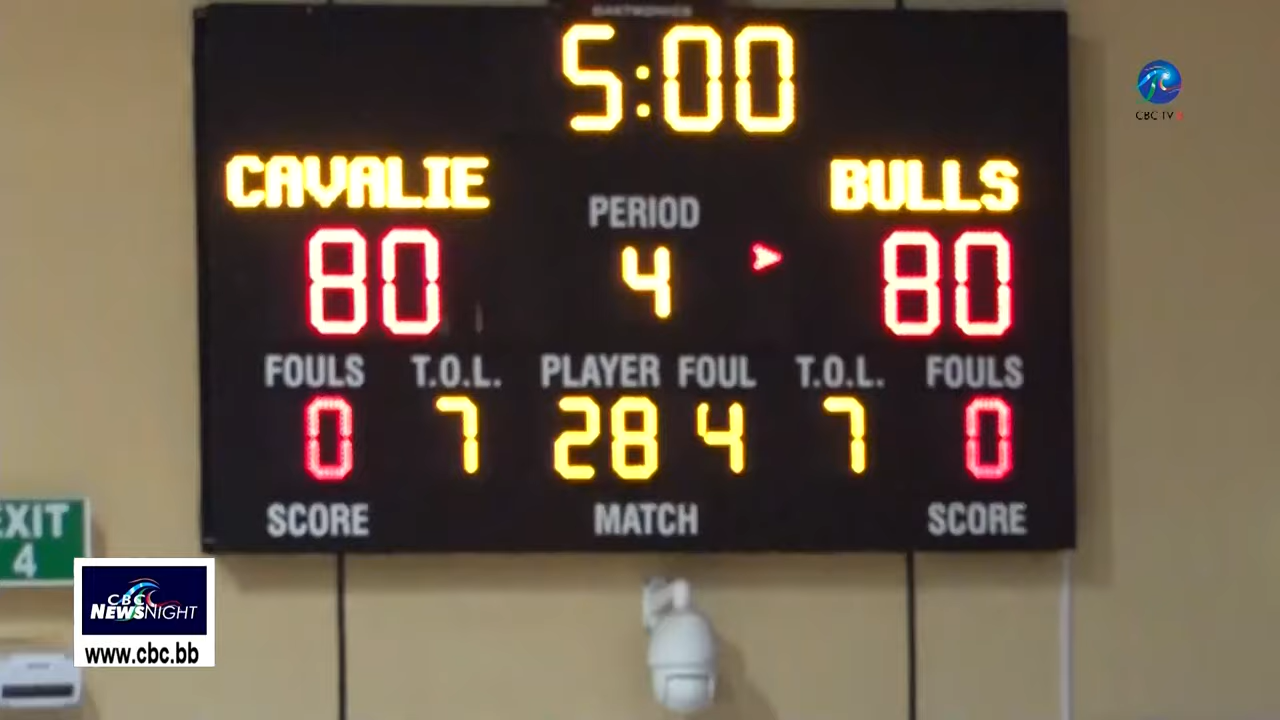 DAKTRONICS
5:00
CAVALIE
BULLS
PERIOD
80
4
80
FOULS T.O.L. PLAYER FOUL T.O.L. FOULS
0 7 28 4 7 0
SCORE MATCH SCORE
EXIT
4
CBC TV 8
CBC
NEWSNIGHT
www.cbc.bb